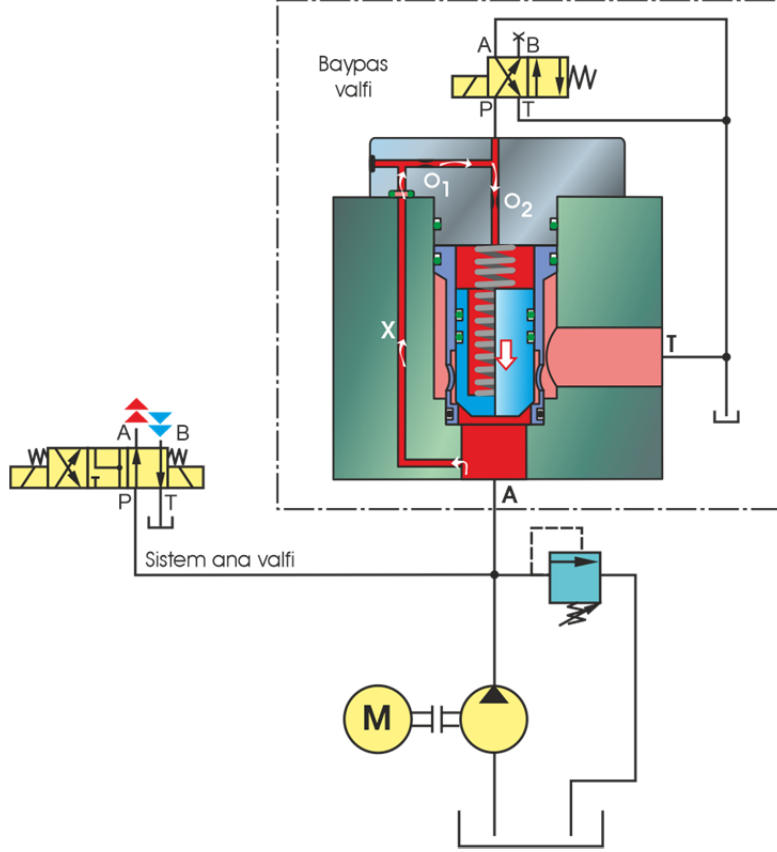 A B
Baypas
valfi
P T
O1
O2
X
T
A B
T
P T
A
Sistem ana valfi
M